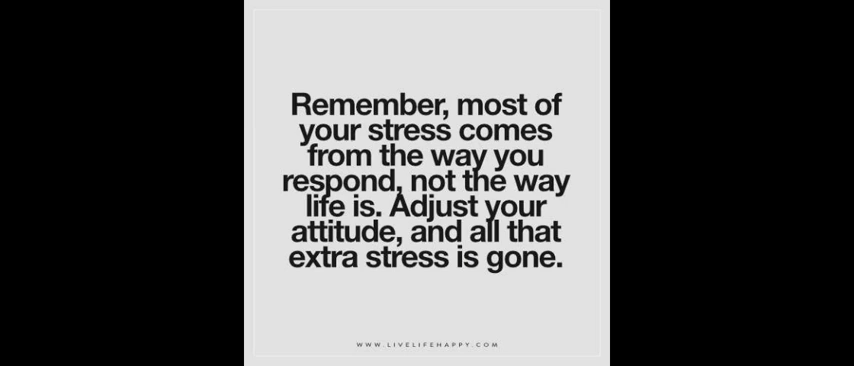 Remember, most of
your stress comes
from the way you
respond, not the way
life is. Adjust your
attitude, and all that
extra stress is gone.
WWW.LIVELIFEHAPPY.COM